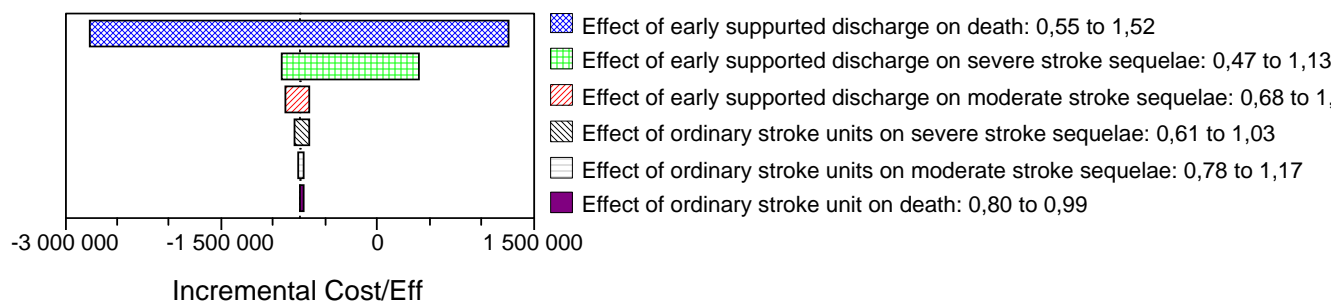 Effect of early suppurted discharge on death: 0,55 to 1,52
Effect of early supported discharge on severe stroke sequelae: 0,47 to 1,13
Effect of early supported discharge on moderate stroke sequelae: 0,68 to 1,
Effect of ordinary stroke units on severe stroke sequelae: 0,61 to 1,03
Effect of ordinary stroke units on moderate stroke sequelae: 0,78 to 1,17
Effect of ordinary stroke unit on death: 0,80 to 0,99
-3 000 000 -1 500 000 0 1 500 000
Incremental Cost/Eff